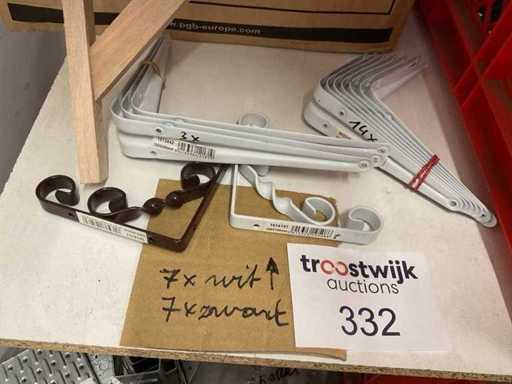 www.pgb-europe.com
3x
14x
7x wit ↑
7x zwart
troostwijk
auctions
332